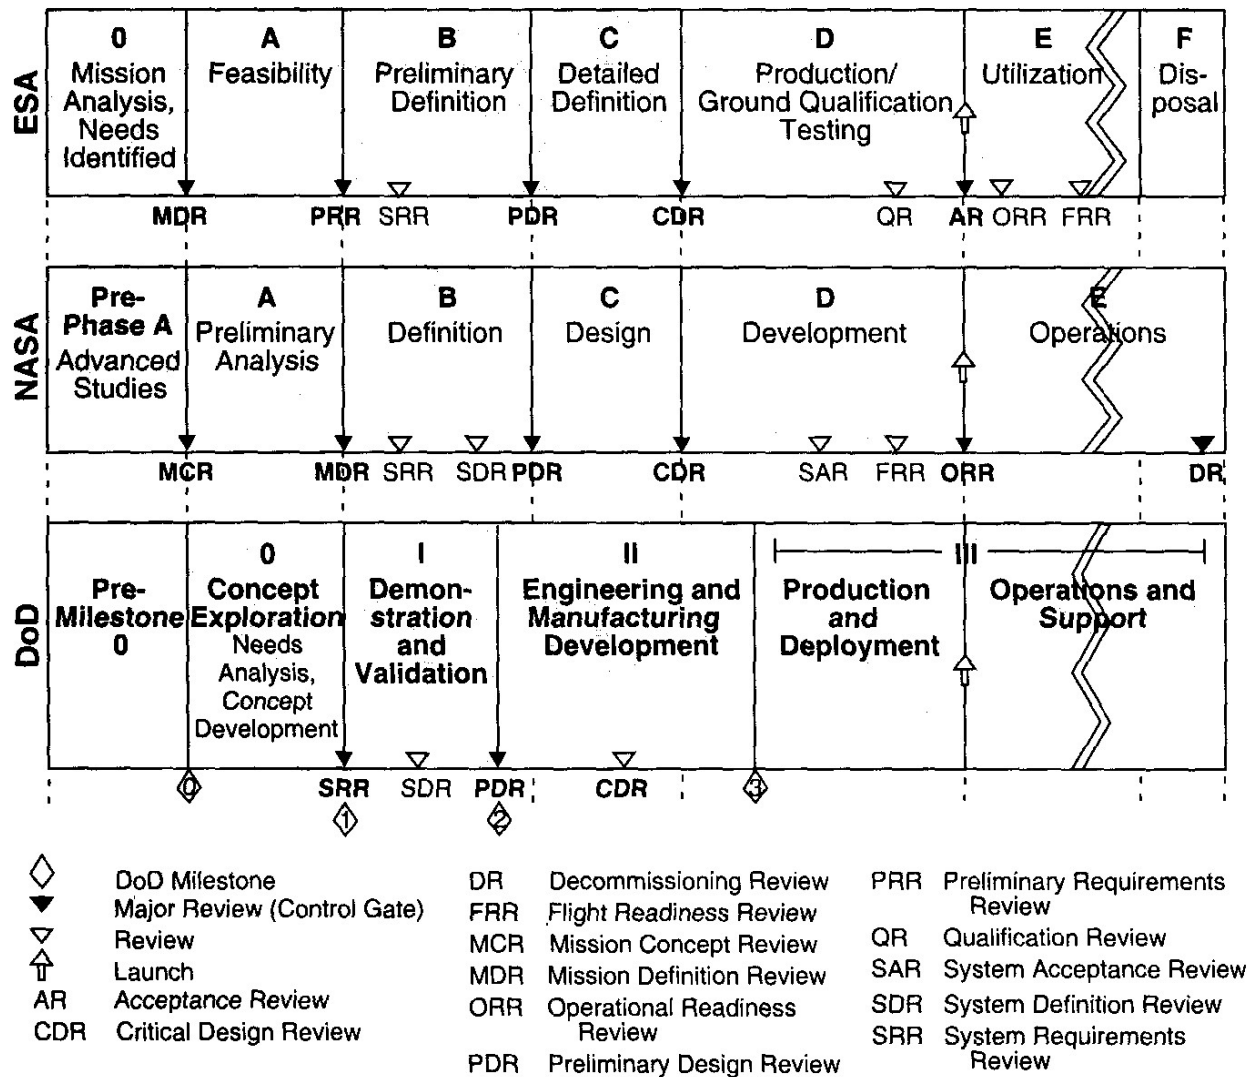 ESA
0
Mission
Analysis,
Needs
Identified
A
Feasibility
B
Preliminary
Definition
C
Detailed
Definition
D
Production/
Ground Qualification
Testing
E
Utilization
F
Dis-
posal
MDR PRR SRR PDR CDR QR AR ORR FRR
NASA
Pre-
Phase A
Advanced
Studies
A
Preliminary
Analysis
B
Definition
C
Design
D
Development
E
Operations
MCR MDR SRR SDR PDR CDR SAR FRR ORR DR
DoD
Pre-
Milestone
0
0
Concept
Exploration
Needs
Analysis,
Concept
Development
I
Demon-
stration
and
Validation
II
Engineering and
Manufacturing
Development
III
Production
and
Deployment
Operations and
Support
0 SRR SDR PDR CDR 3
1 2
DoD Milestone
Major Review (Control Gate)
Review
Launch
AR Acceptance Review
CDR Critical Design Review
DR Decommissioning Review
FRR Flight Readiness Review
MCR Mission Concept Review
MDR Mission Definition Review
ORR Operational Readiness
Review
PDR Preliminary Design Review
PRR Preliminary Requirements
Review
QR Qualification Review
SAR System Acceptance Review
SDR System Definition Review
SRR System Requirements
Review